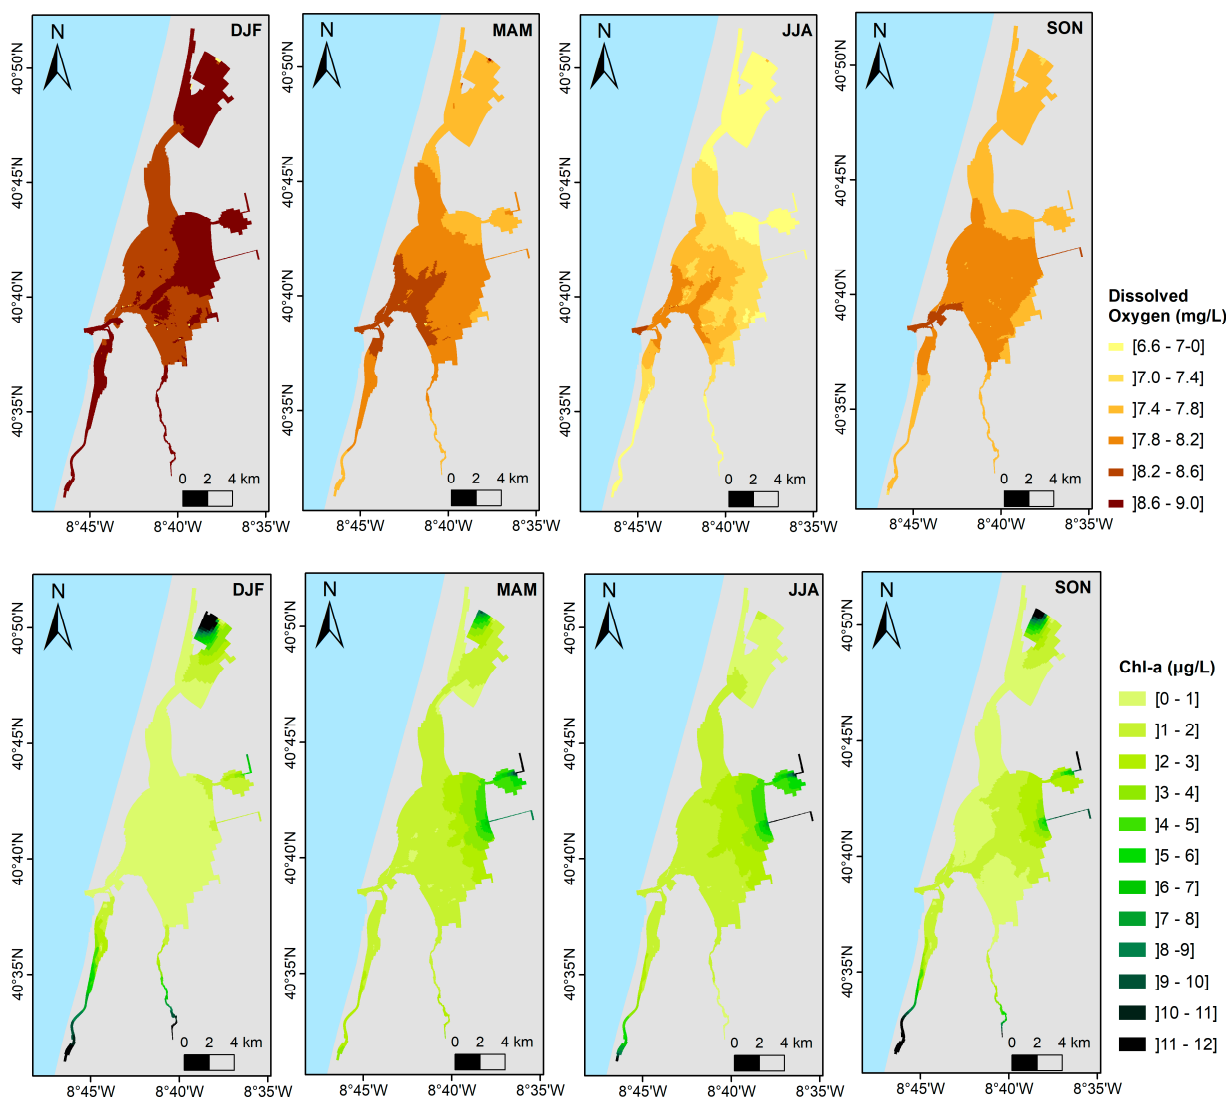 DJF
N
40°50'N
40°45'N
40°40'N
40°35'N
0 2 4 km
8°45'W 8°40'W 8°35'W
MAM
N
40°50'N
40°45'N
40°40'N
40°35'N
0 2 4 km
8°45'W 8°40'W 8°35'W
JJA
N
40°50'N
40°45'N
40°40'N
40°35'N
0 2 4 km
8°45'W 8°40'W 8°35'W
SON
N
40°50'N
40°45'N
40°40'N
40°35'N
0 2 4 km
8°45'W 8°40'W 8°35'W
Dissolved
Oxygen (mg/L)
[6.6 - 7-0]
]7.0 - 7.4]
]7.4 - 7.8]
]7.8 - 8.2]
]8.2 - 8.6]
]8.6 - 9.0]
DJF
N
40°50'N
40°45'N
40°40'N
40°35'N
0 2 4 km
8°45'W 8°40'W 8°35'W
MAM
N
40°50'N
40°45'N
40°40'N
40°35'N
0 2 4 km
8°45'W 8°40'W 8°35'W
JJA
N
40°50'N
40°45'N
40°40'N
40°35'N
0 2 4 km
8°45'W 8°40'W 8°35'W
SON
N
40°50'N
40°45'N
40°40'N
40°35'N
0 2 4 km
8°45'W 8°40'W 8°35'W
Chl-a (µg/L)
[0 - 1]
]1 - 2]
]2 - 3]
]3 - 4]
]4 - 5]
]5 - 6]
]6 - 7]
]7 - 8]
]8 -9]
]9 - 10]
]10 - 11]
]11 - 12]